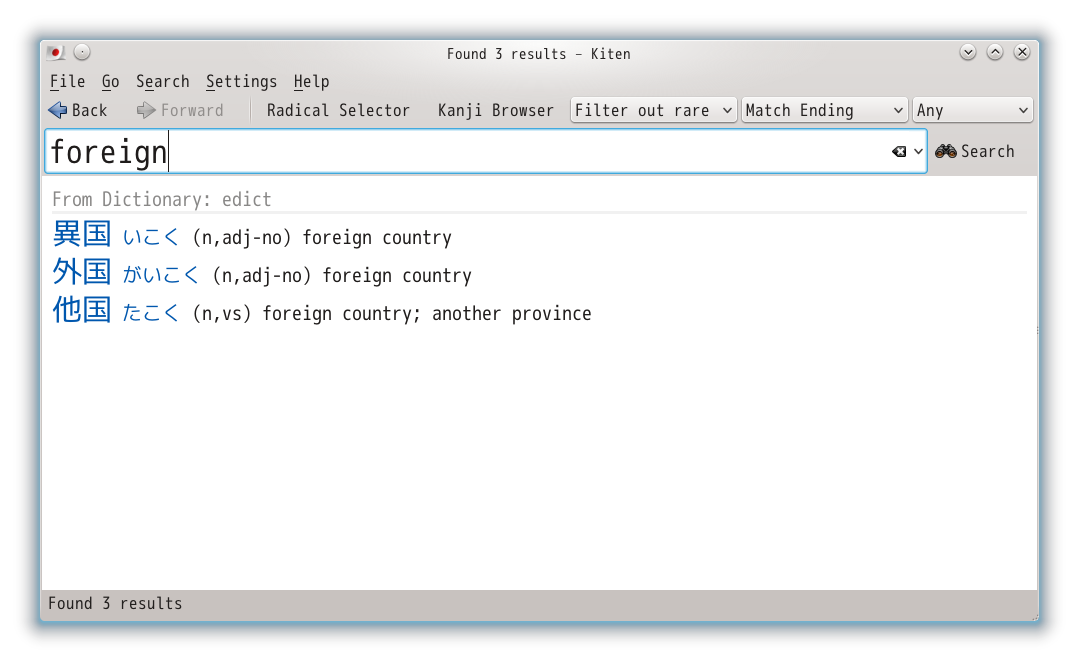 Found 3 results – Kiten
File Go Search Settings Help
Back Forward Radical Selector Kanji Browser Filter out rare Match Ending Any
foreign Search
From Dictionary: edict
異国 いこく (n,adj-no) foreign country
外国 がいこく (n,adj-no) foreign country
他国 たこく (n,vs) foreign country; another province
Found 3 results